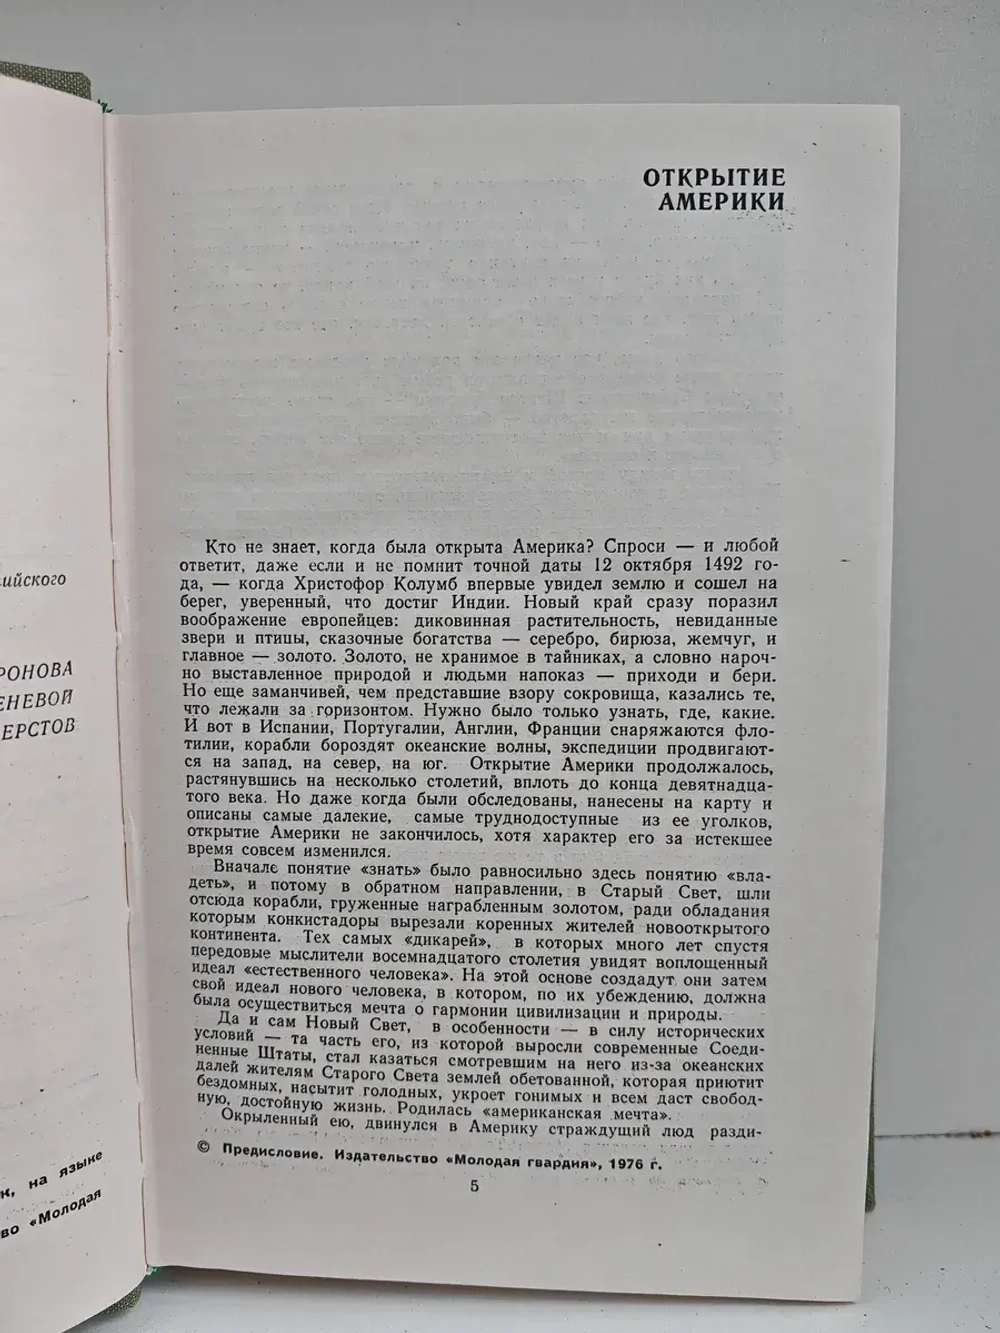 ийского
РОНОВА
ЕНЕВОЙ
ЕРСТОВ
к, на языке
во «Молодая
ОТКРЫТИЕ
АМЕРИКИ
Кто не знает, когда была открыта Америка? Спроси — и любой
ответит, даже если и не помнит точной даты 12 октября 1492 го-
да, — когда Христофор Колумб впервые увидел землю и сошел на
берег, уверенный, что достиг Индии. Новый край сразу поразил
воображение европейцев: диковинная растительность, невиданные
звери и птицы, сказочные богатства — серебро, бирюза, жемчуг, и
главное — золото. Золото, не хранимое в тайниках, а словно нароч-
но выставленное природой и людьми напоказ — приходи и бери.
Но еще заманчивей, чем представшие взору сокровища, казались те,
что лежали за горизонтом. Нужно было только узнать, где, какие.
И вот в Испании, Португалии, Англии, Франции снаряжаются фло-
тилии, корабли бороздят океанские волны, экспедиции продвигают-
ся на запад, на север, на юг. Открытие Америки продолжалось,
растянувшись на несколько столетий, вплоть до конца девятнадца-
того века. Но даже когда были обследованы, нанесены на карту и
описаны самые далекие, самые труднодоступные из ее уголков,
открытие Америки не закончилось, хотя характер его за истекшее
время совсем изменился.
Вначале понятие «знать» было равносильно здесь понятию «вла-
деть», и потому в обратном направлении, в Старый Свет, шли
отсюда корабли, груженные награбленным золотом, ради обладания
которым конкистадоры вырезали коренных жителей новооткрытого
континента. Тех самых «дикарей», в которых много лет спустя
передовые мыслители восемнадцатого столетия увидят воплощенный
идеал «естественного человека». На этой основе создадут они затем
свой идеал нового человека, в котором, по их убеждению, должна
была осуществиться мечта о гармонии цивилизации и природы.
Да и сам Новый Свет, в особенности — в силу исторических
условий — та часть его, из которой выросли современные Соеди-
ненные Штаты, стал казаться смотревшим на него из-за океанских
далей жителям Старого Света землей обетованной, которая приютит
бездомных, насытит голодных, укроет гонимых и всем даст свобод-
ную, достойную жизнь. Родилась «американская мечта».
Окрыленный ею, двинулся в Америку страждущий люд разди-
© Предисловие. Издательство «Молодая гвардия», 1976 г.
5